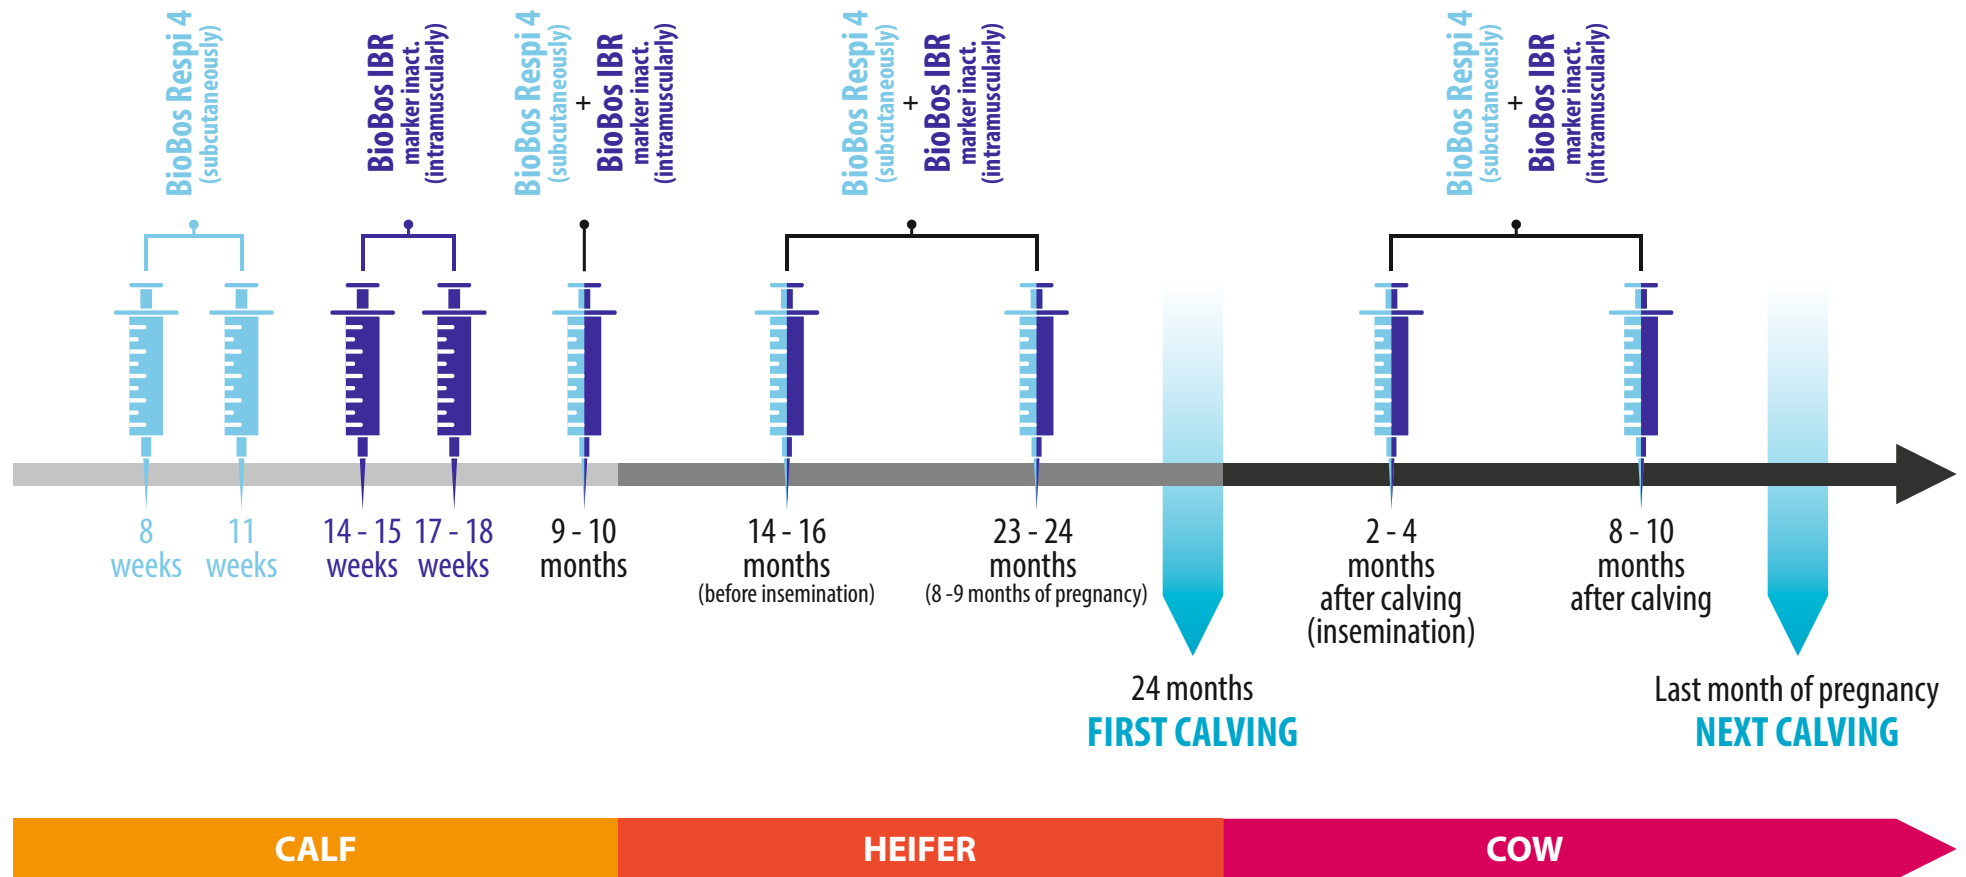 BioBos Respi 4
(subcutaneously)
BioBos IBR
marker inact.
(intramuscularly)
BioBos Respi 4
(subcutaneously)
+
BioBos IBR
marker inact.
(intramuscularly)
BioBos Respi 4
(subcutaneously)
+
BioBos IBR
marker inact.
(intramuscularly)
BioBos Respi 4
(subcutaneously)
+
BioBos IBR
marker inact.
(intramuscularly)
8
weeks
11
weeks
14 - 15
weeks
17 - 18
weeks
9 - 10
months
14 - 16
months
(before insemination)
23 - 24
months
(8 -9 months of pregnancy)
2 - 4
months
after calving
(insemination)
8 - 10
months
after calving
24 months
FIRST CALVING
Last month of pregnancy
NEXT CALVING
CALF
HEIFER
COW